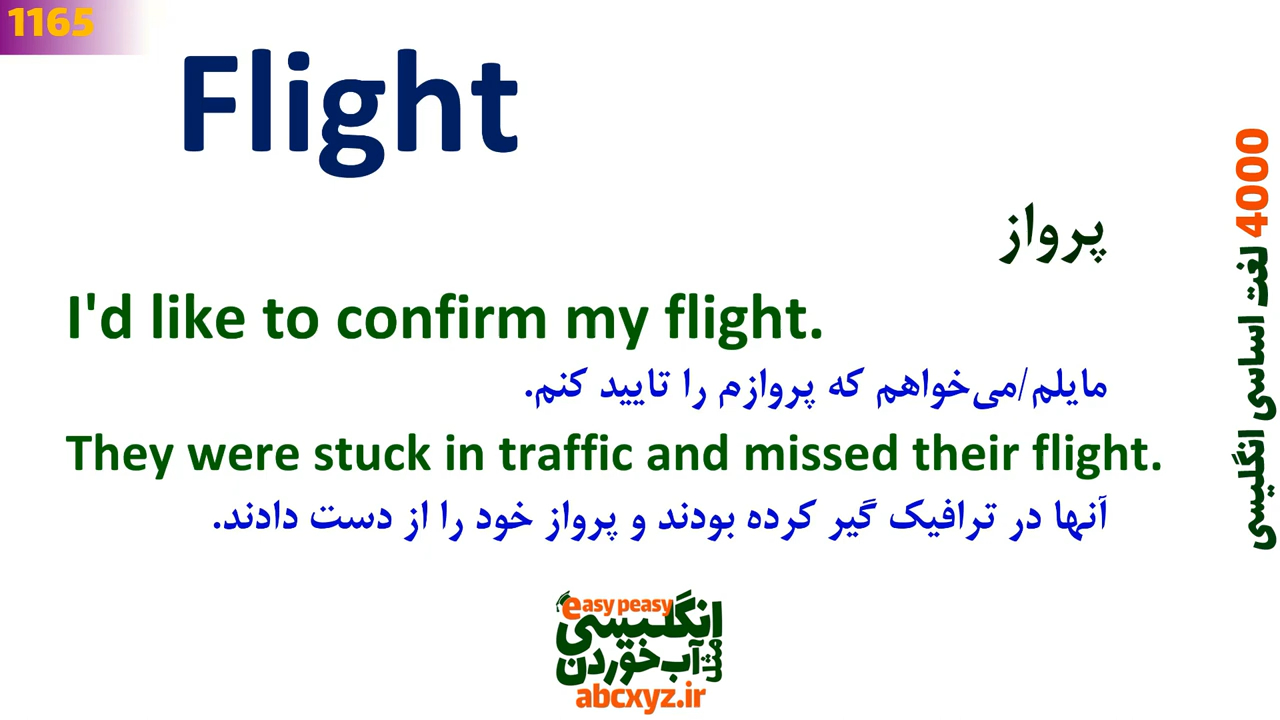 1165
Flight
پرواز
I'd like to confirm my flight.
مایلم/می‌خواهم که پروازم را تایید کنم.
They were stuck in traffic and missed their flight.
آنها در ترافیک گیر کرده بودند و پرواز خود را از دست دادند.
4000 لغت اساسی انگلیسی
easy peasy
انگلیسی
مثل آب خوردن
abcxyz.ir